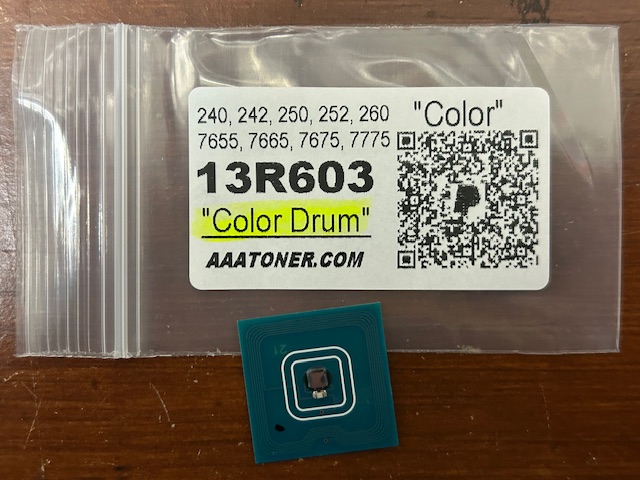 240, 242, 250, 252, 260
"Color"
7655, 7665, 7675, 7775
13R603
"Color Drum"
AAATONER.COM